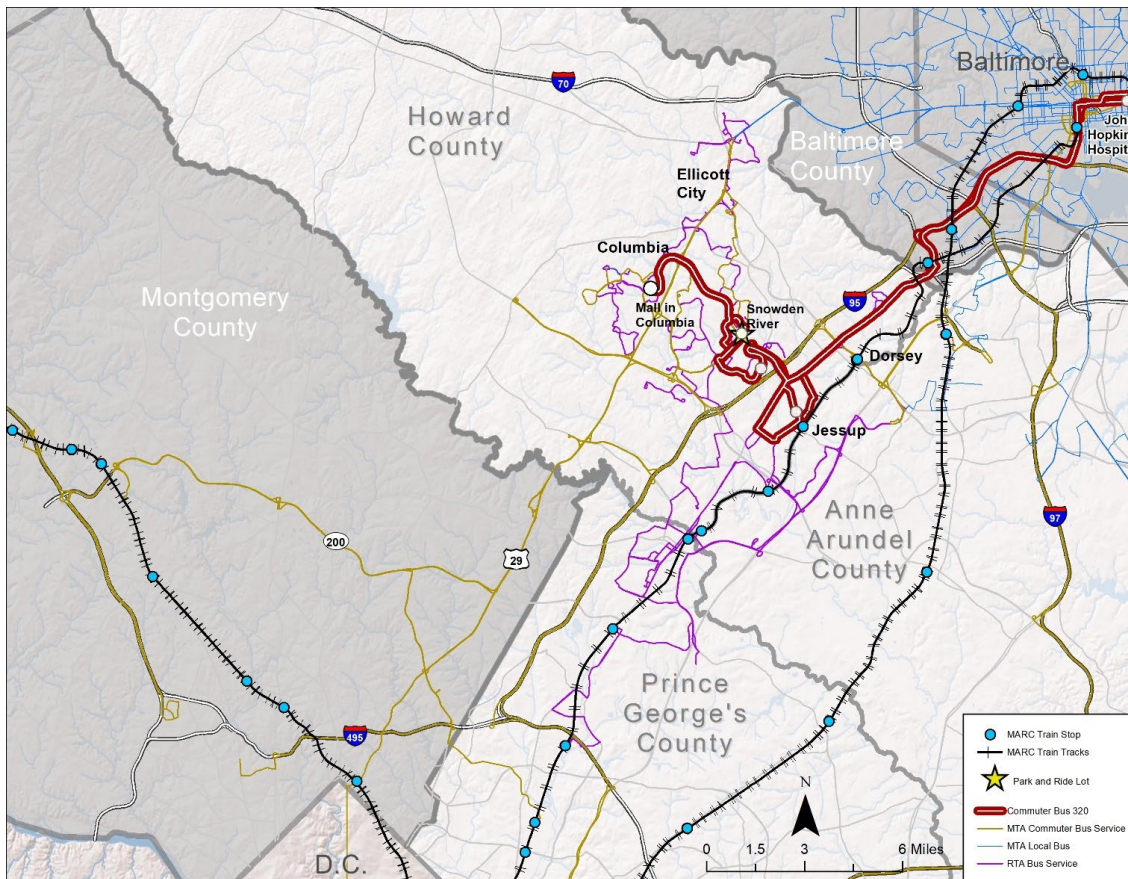 Baltimore
70
Howard
County
John
Hopkin
Hospit
Baltimore
County
Ellicott
City
Columbia
Montgomery
County
Mall in
Columbia
Snowden
River
95
Dorsey
Jessup
Anne
Arundel
County
97
200
29
Prince
George's
County
495
D.C.
N
0 1.5 3 6 Miles
MARC Train Stop
MARC Train Tracks
Park and Ride Lot
Commuter Bus 320
MTA Commuter Bus Service
MTA Local Bus
RTA Bus Service